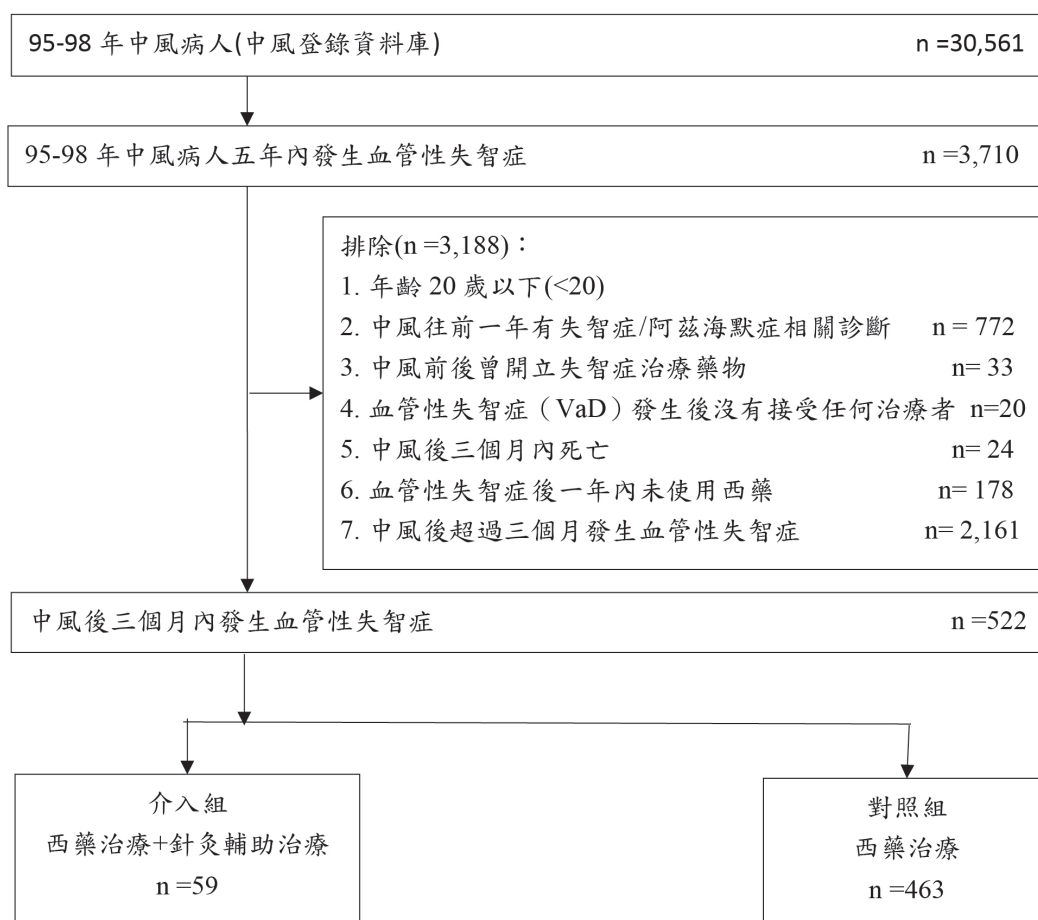 95-98 年中風病人(中風登錄資料庫) n =30,561
95-98 年中風病人五年內發生血管性失智症 n =3,710
排除(n =3,188)：
1. 年齡 20 歲以下(<20)
2. 中風往前一年有失智症/阿茲海默症相關診斷 n = 772
3. 中風前後曾開立失智症治療藥物 n= 33
4. 血管性失智症（VaD）發生後沒有接受任何治療者 n=20
5. 中風後三個月內死亡 n= 24
6. 血管性失智症後一年內未使用西藥 n= 178
7. 中風後超過三個月發生血管性失智症 n= 2,161
中風後三個月內發生血管性失智症 n =522
介入組
西藥治療+針灸輔助治療
n =59
對照組
西藥治療
n =463